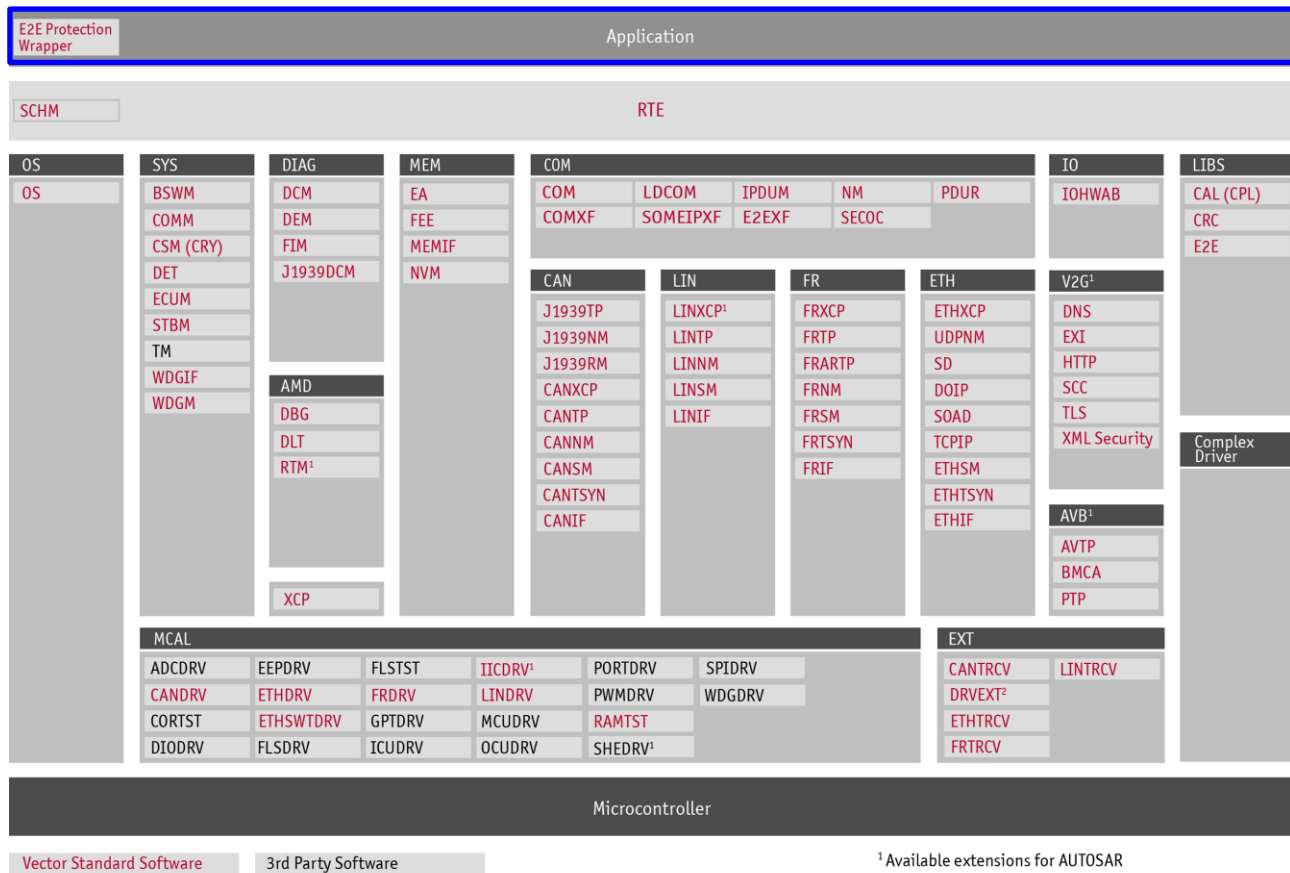 E2E Protection
Wrapper
Application
SCHM
RTE
OS
OS
SYS
BSWM
COMM
CSM (CRY)
DET
ECUM
STBM
TM
WDGIF
WDGM
DIAG
DCM
DEM
FIM
J1939DCM
AMD
DBG
DLT
RTM¹
XCP
MEM
EA
FEE
MEMIF
NVM
COM
COM LDCOM IPDUM NM PDUR
COMXF SOMEIPXF E2EXF SECOC
CAN
J1939TP
J1939NM
J1939RM
CANXCP
CANTP
CANNM
CANSM
CANTSYN
CANIF
LIN
LINXCP¹
LINTP
LINNM
LINSM
LINIF
FR
FRXCP
FRTP
FRARTP
FRNM
FRSM
FRTSYN
FRIF
ETH
ETHXCP
UDPNM
SD
DOIP
SOAD
TCPIP
ETHSM
ETHTSYN
ETHIF
IO
IOHWAB
V2G¹
DNS
EXI
HTTP
SCC
TLS
XML Security
AVB¹
AVTP
BMCA
PTP
LIBS
CAL (CPL)
CRC
E2E
Complex
Driver
MCAL
ADCDRV EEPDRV FLSTST IICDRV¹ PORTDRV SPIDRV
CANDRV ETHDRV FRDRV LINDRV PWMDRV WDGDRV
CORTST ETHSWTDRV GPTDRV MCUDRV RAMTST
DIODRV FLSDRV ICUDRV OCUDRV SHEDRV¹
EXT
CANTRCV LINTRCV
DRVEXT²
ETHTRCV
FRTRCV
Microcontroller
Vector Standard Software 3rd Party Software ¹ Available extensions for AUTOSAR